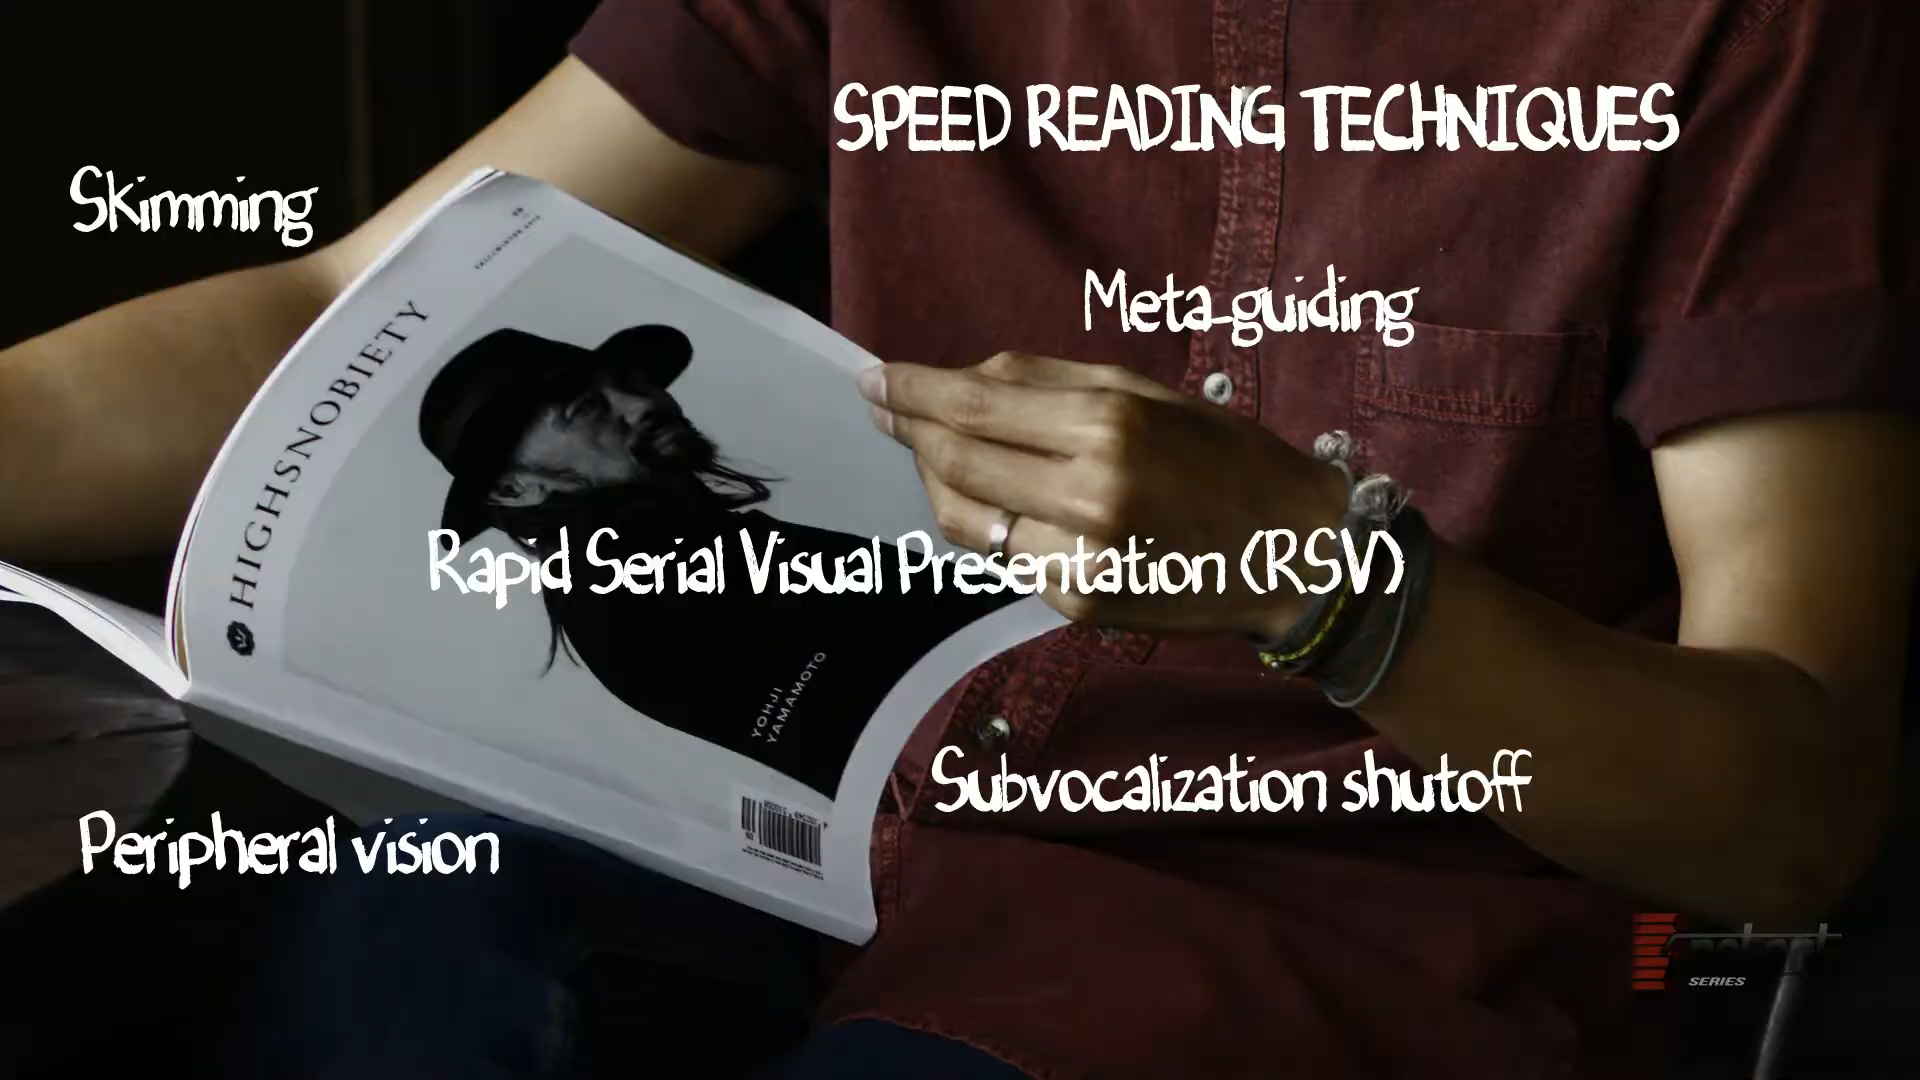 SPEED READING TECHNIQUES
Skimming
Meta-guiding
HIGHSNOBIETY
Rapid Serial Visual Presentation (RSV)
YOHJI
YAMAMOTO
Subvocalization shutoff
Peripheral vision
SERIES